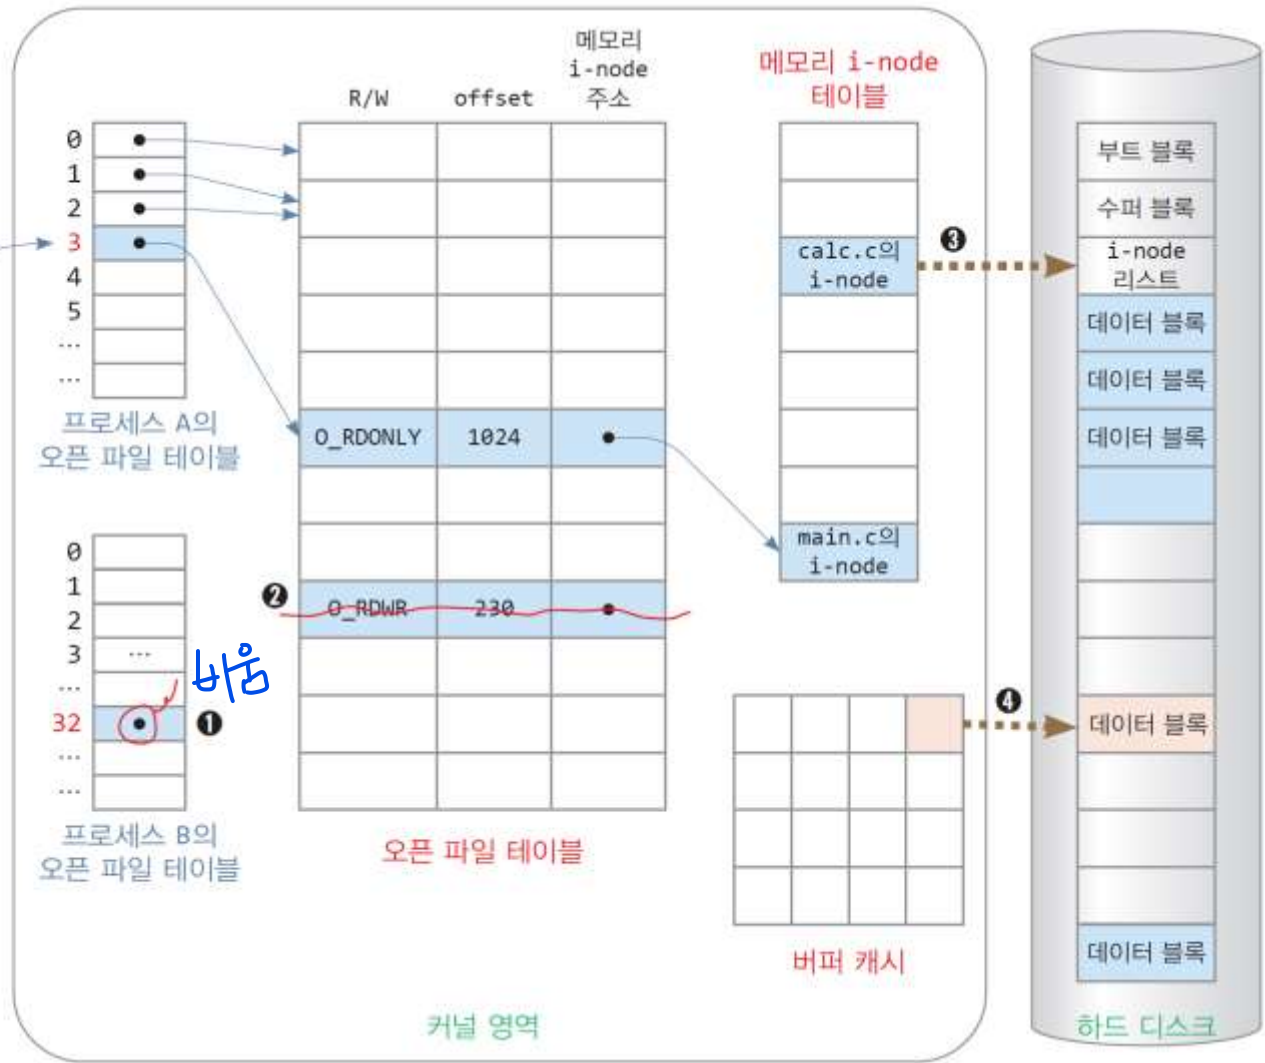 메모리
i-node
주소
R/W
offset
메모리 i-node
테이블
0
1
2
3
4
5
...
...
프로세스 A의
오픈 파일 테이블
O_RDONLY
1024
calc.c의
i-node
❸
main.c의
i-node
부트 블록
수퍼 블록
i-node
리스트
데이터 블록
데이터 블록
데이터 블록
0
1
2
3
...
...
비움
32
❶
...
...
프로세스 B의
오픈 파일 테이블
❷
O_RDWR
230
오픈 파일 테이블
❹
데이터 블록
버퍼 캐시
데이터 블록
커널 영역
하드 디스크